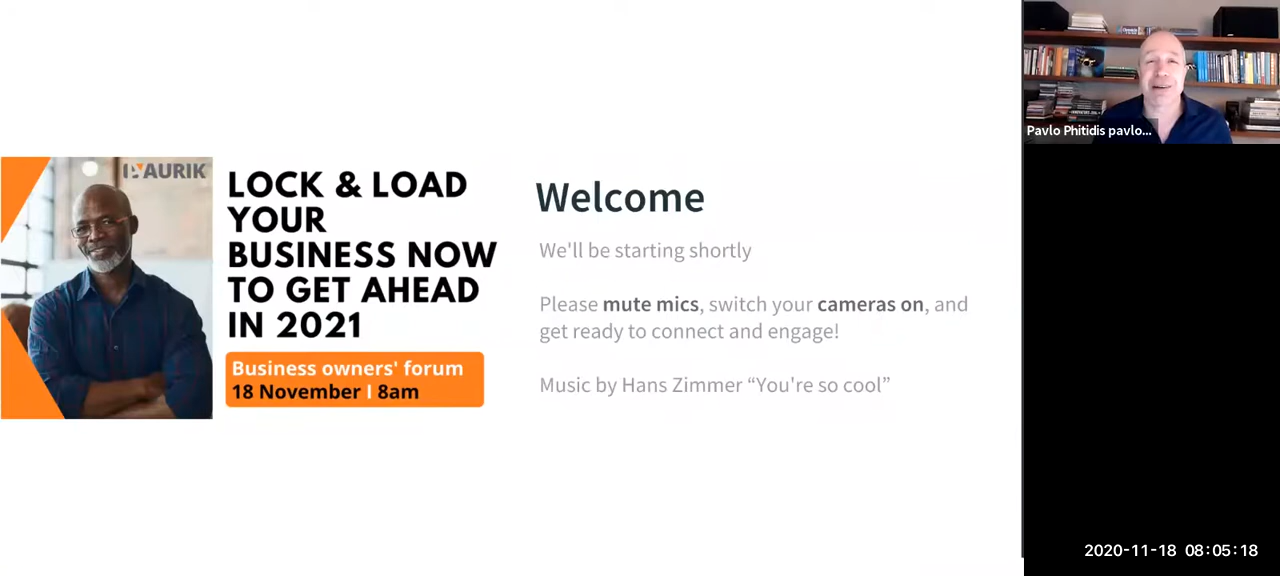 AURIK
LOCK & LOAD
YOUR
BUSINESS NOW
TO GET AHEAD
IN 2021
Business owners' forum
18 November I 8am
Welcome
We'll be starting shortly
Please mute mics, switch your cameras on, and
get ready to connect and engage!
Music by Hans Zimmer “You're so cool”
Pavlo Phitidis pavlo...
2020-11-18 08:05:18